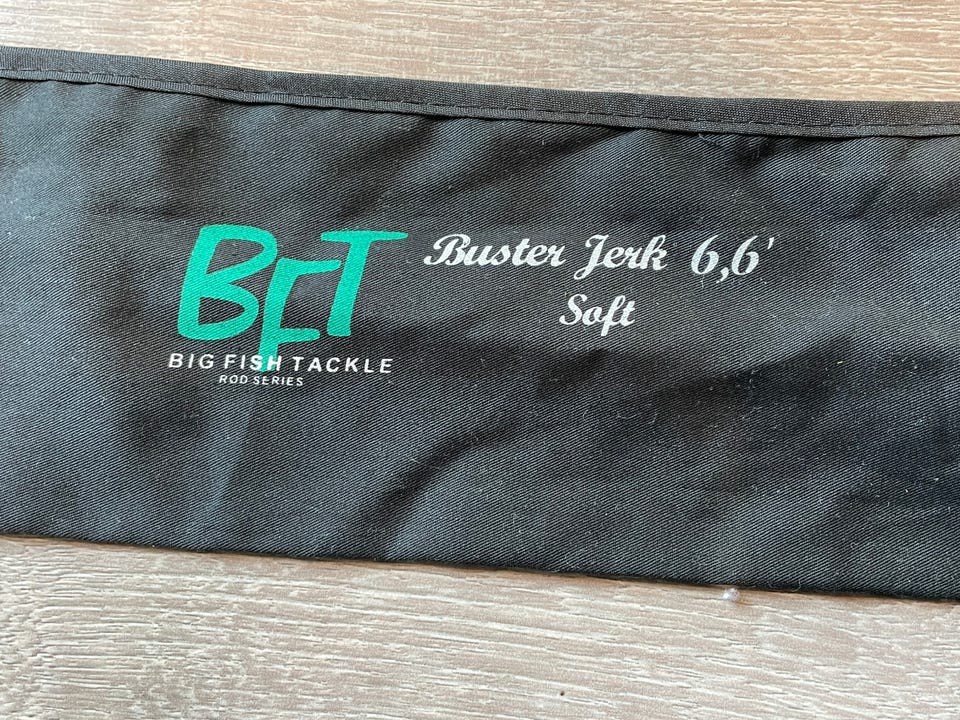 BFT
BIG FISH TACKLE
ROD SERIES
Buster Jerk 6,6'
Soft